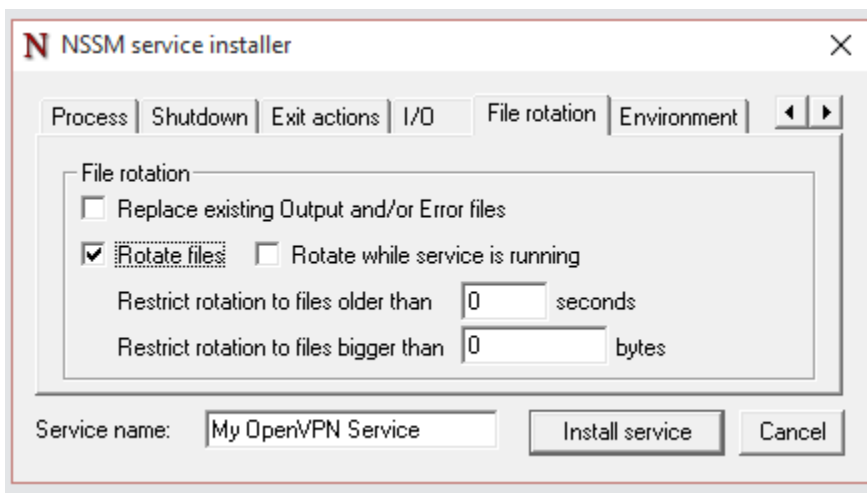 N NSSM service installer
Process Shutdown Exit actions I/O File rotation Environment
File rotation
Replace existing Output and/or Error files
Rotate files Rotate while service is running
Restrict rotation to files older than 0 seconds
Restrict rotation to files bigger than 0 bytes
Service name: My OpenVPN Service Install service Cancel